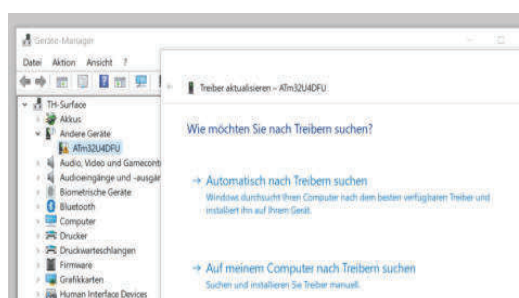 Geräte-Manager
Datei Aktion Ansicht ?
TH-Surface
Akkus
Andere Geräte
ATm32U4DFU
Audio, Video und Gamecont
Audioeingänge und -ausgär
Biometrische Geräte
Bluetooth
Computer
Drucker
Druckwarteschlangen
Firmware
Grafikkarten
Human Interface Devices
Treiber aktualisieren – ATm32U4DFU
Wie möchten Sie nach Treibern suchen?
→ Automatisch nach Treibern suchen
Windows durchsucht Ihren Computer nach dem besten verfügbaren Treiber und
installiert ihn auf Ihrem Gerät.
→ Auf meinem Computer nach Treibern suchen
Suchen und installieren Sie Treiber manuell.